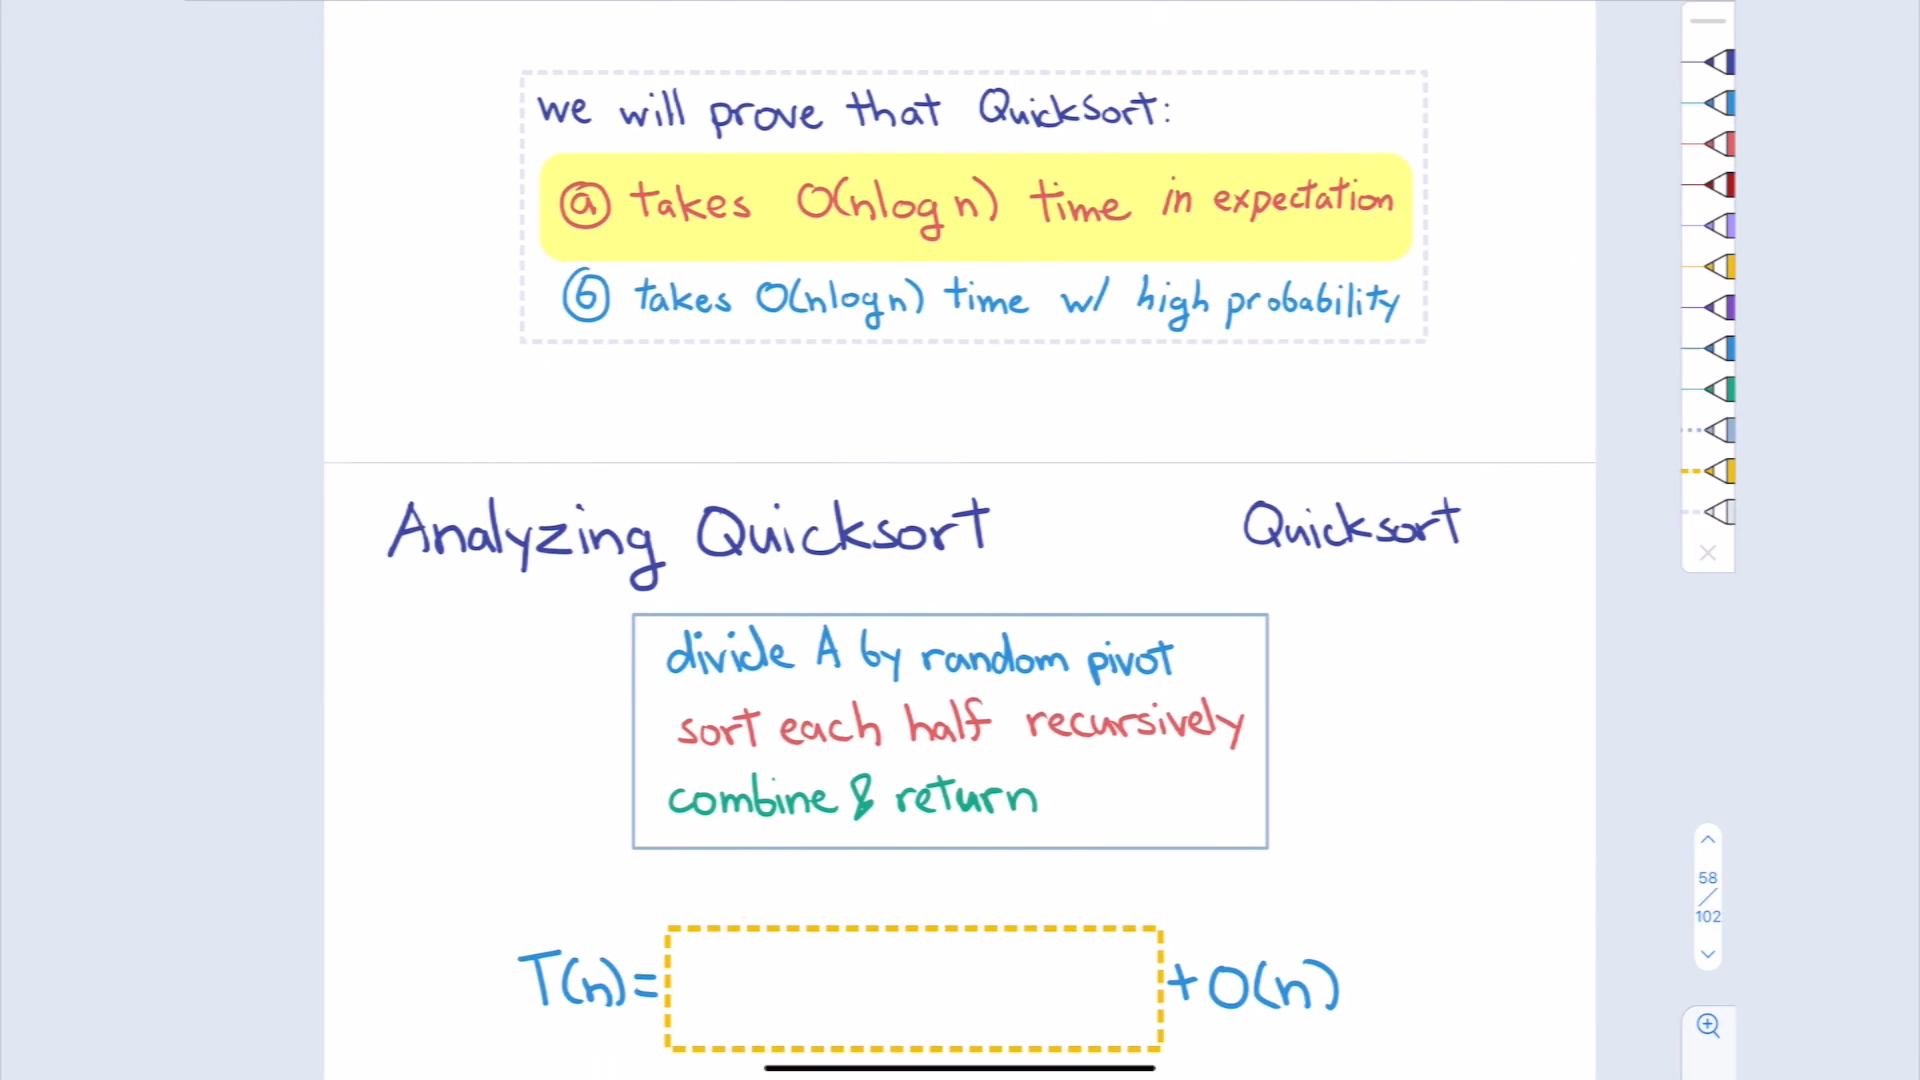 we will prove that Quicksort:
ⓐ takes O(nlog n) time in expectation
ⓑ takes O(nlog n) time w/ high probability
Analyzing Quicksort
Quicksort
divide A by random pivot
sort each half recursively
combine & return
T(n)= + O(n)
58
/
102